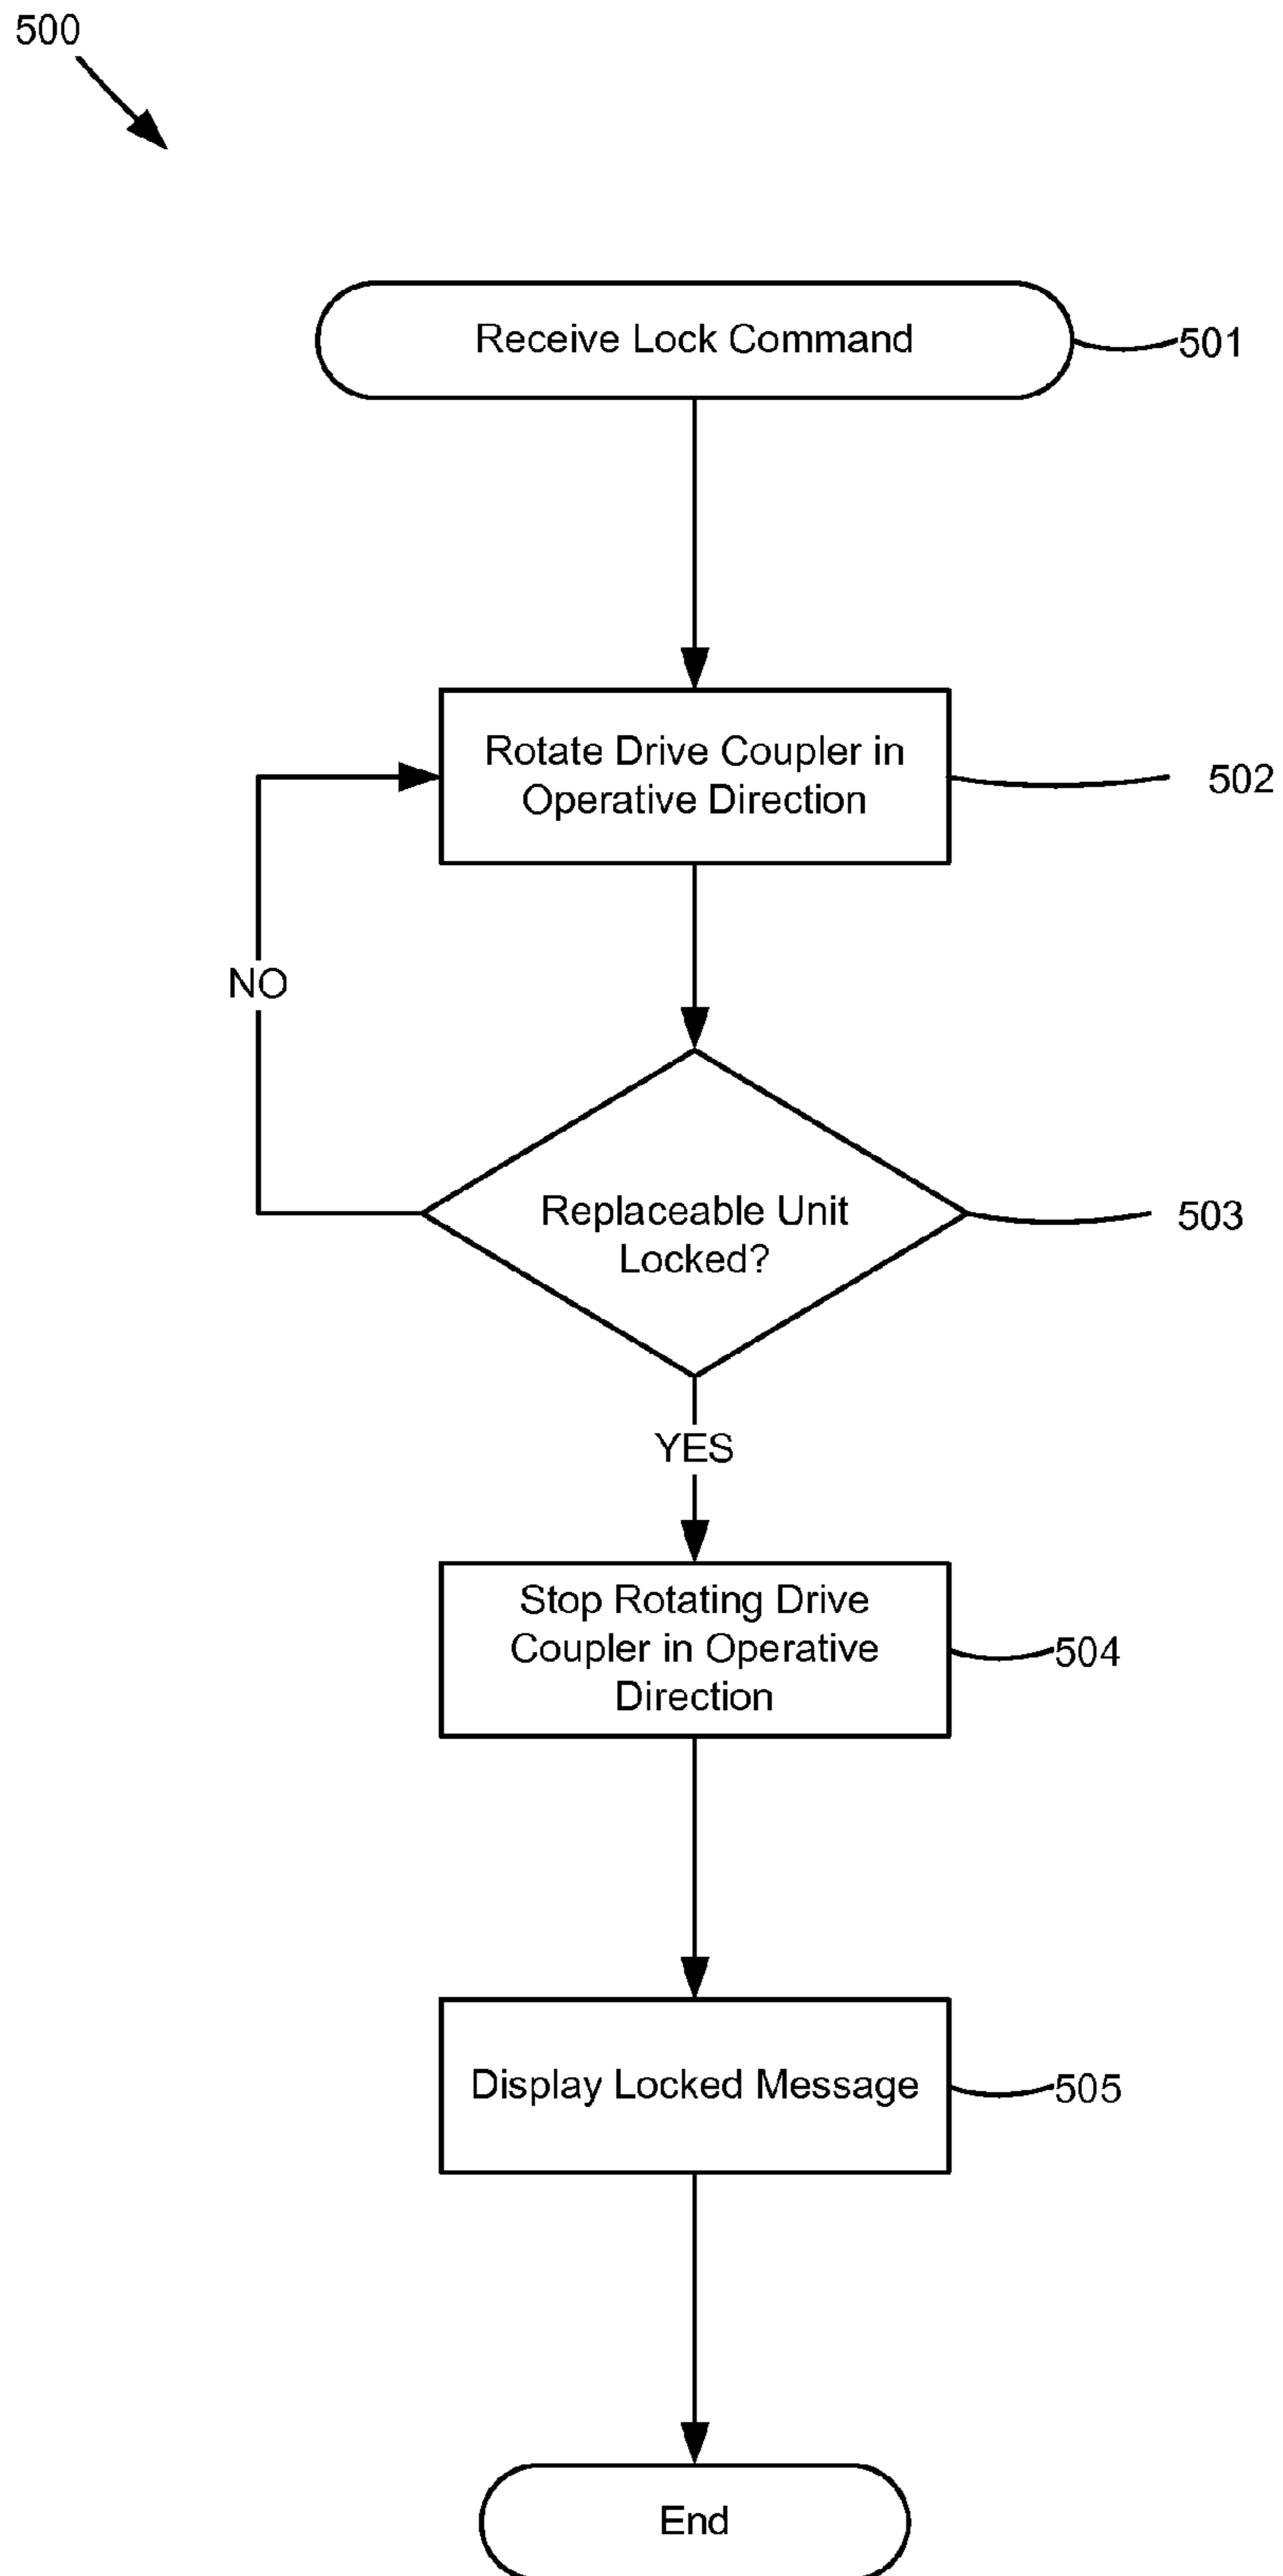 500
Receive Lock Command
501
Rotate Drive Coupler in
Operative Direction
502
NO
Replaceable Unit
Locked?
503
YES
Stop Rotating Drive
Coupler in Operative
Direction
504
Display Locked Message
505
End